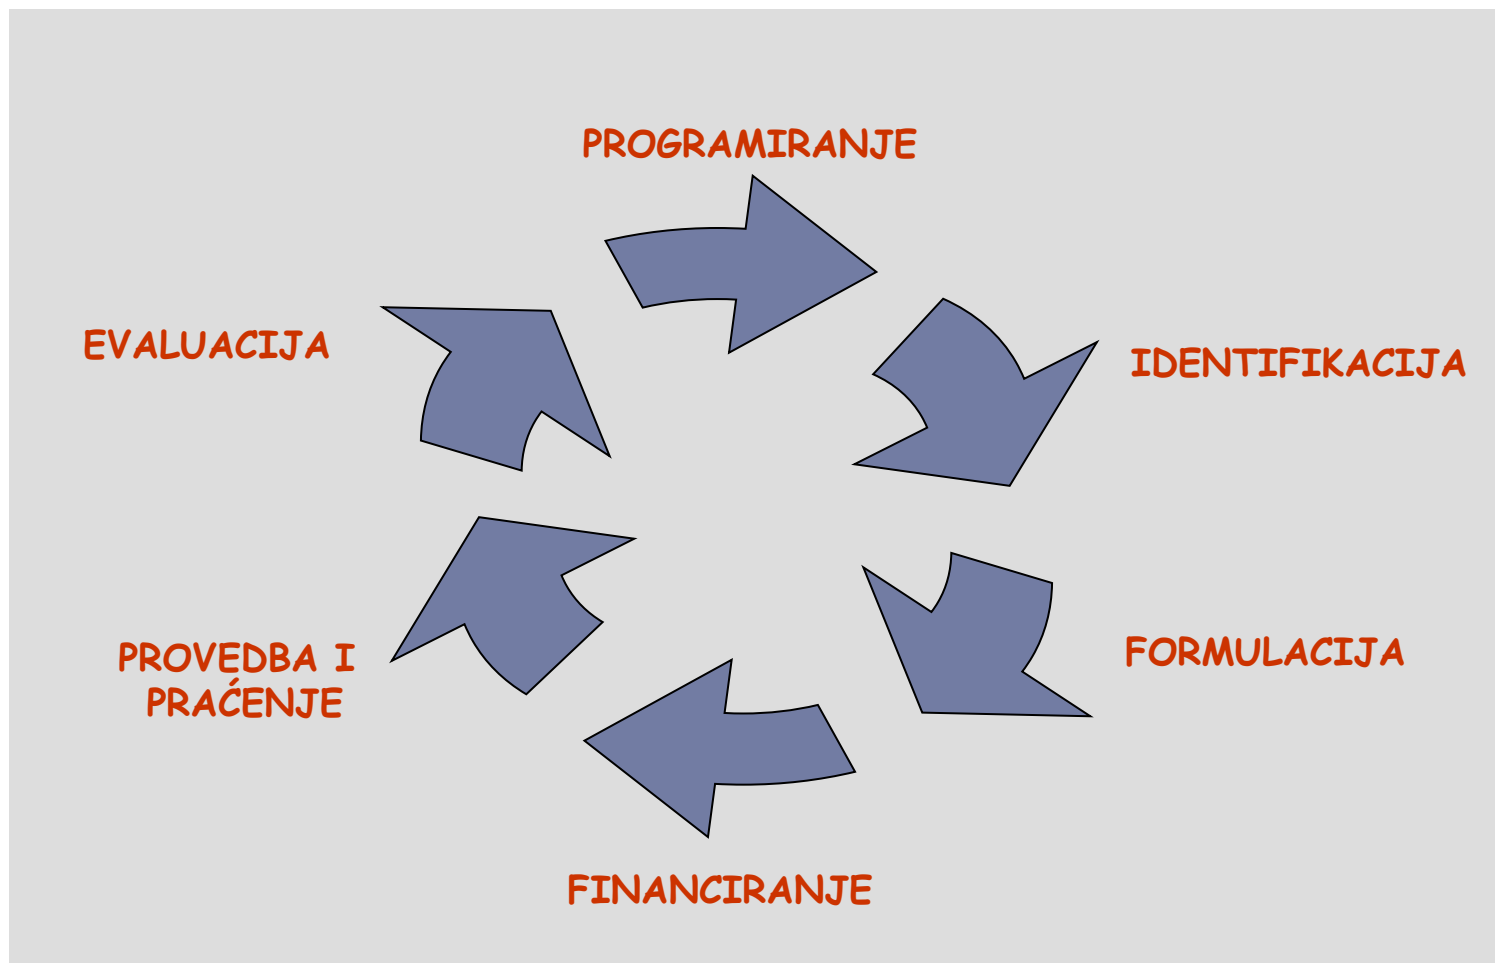 PROGRAMIRANJE
IDENTIFIKACIJA
FORMULACIJA
FINANCIRANJE
PROVEDBA I
PRAĆENJE
EVALUACIJA